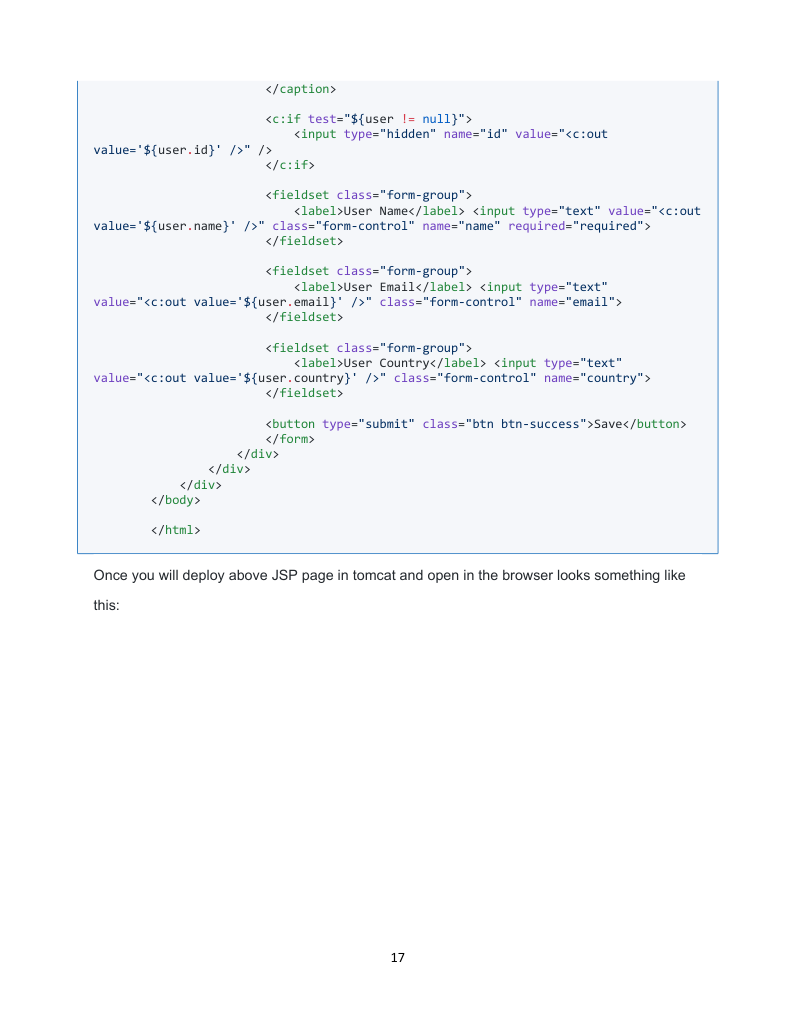 </caption>
<c:if test="${user != null}">
<input type="hidden" name="id" value="<c:out
value='${user.id}' />" />
</c:if>
<fieldset class="form-group">
<label>User Name</label> <input type="text" value="<c:out
value='${user.name}' />" class="form-control" name="name" required="required">
</fieldset>
<fieldset class="form-group">
<label>User Email</label> <input type="text"
value="<c:out value='${user.email}' />" class="form-control" name="email">
</fieldset>
<fieldset class="form-group">
<label>User Country</label> <input type="text"
value="<c:out value='${user.country}' />" class="form-control" name="country">
</fieldset>
<button type="submit" class="btn btn-success">Save</button>
</form>
</div>
</div>
</div>
</body>
</html>
Once you will deploy above JSP page in tomcat and open in the browser looks something like
this:
17